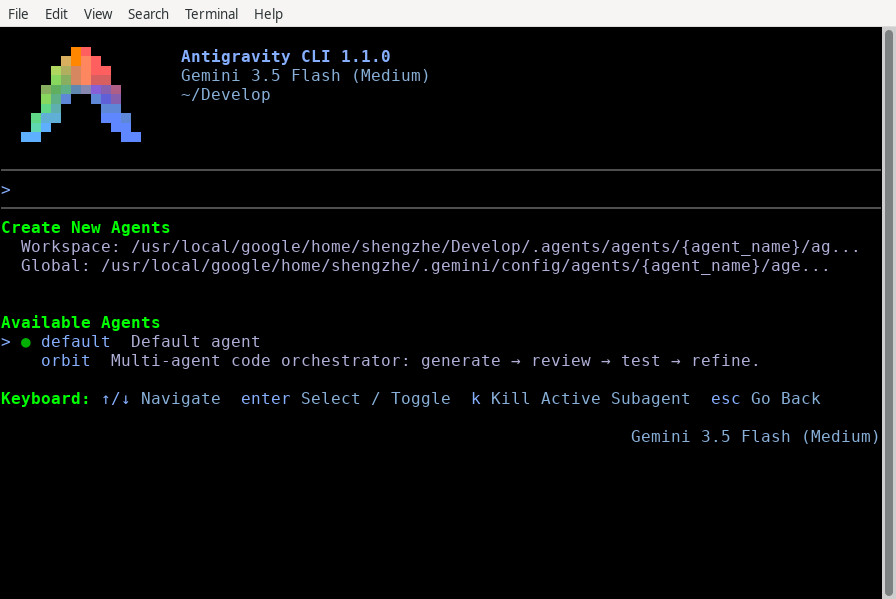 File Edit View Search Terminal Help
Antigravity CLI 1.1.0
Gemini 3.5 Flash (Medium)
~/Develop
>
Create New Agents
Workspace: /usr/local/google/home/shengzhe/Develop/.agents/agents/{agent_name}/ag...
Global: /usr/local/google/home/shengzhe/.gemini/config/agents/{agent_name}/age...
Available Agents
> ● default Default agent
orbit Multi-agent code orchestrator: generate → review → test → refine.
Keyboard: ↑/↓ Navigate enter Select / Toggle k Kill Active Subagent esc Go Back
Gemini 3.5 Flash (Medium)